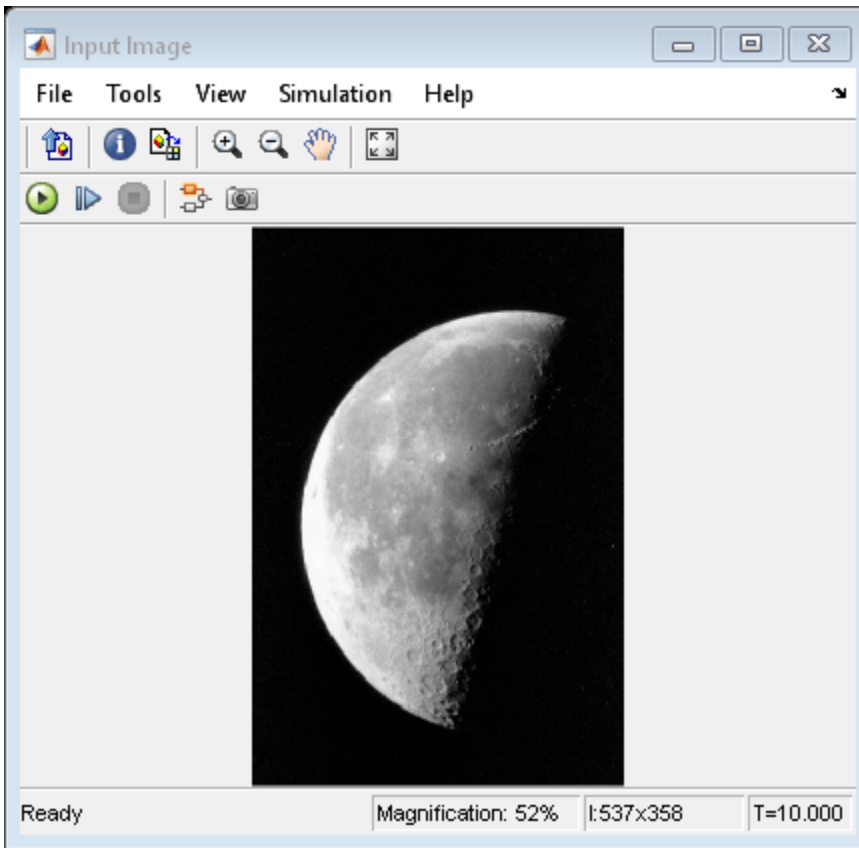 Input Image
File Tools View Simulation Help
Ready Magnification: 52% I:537x358 T=10.000